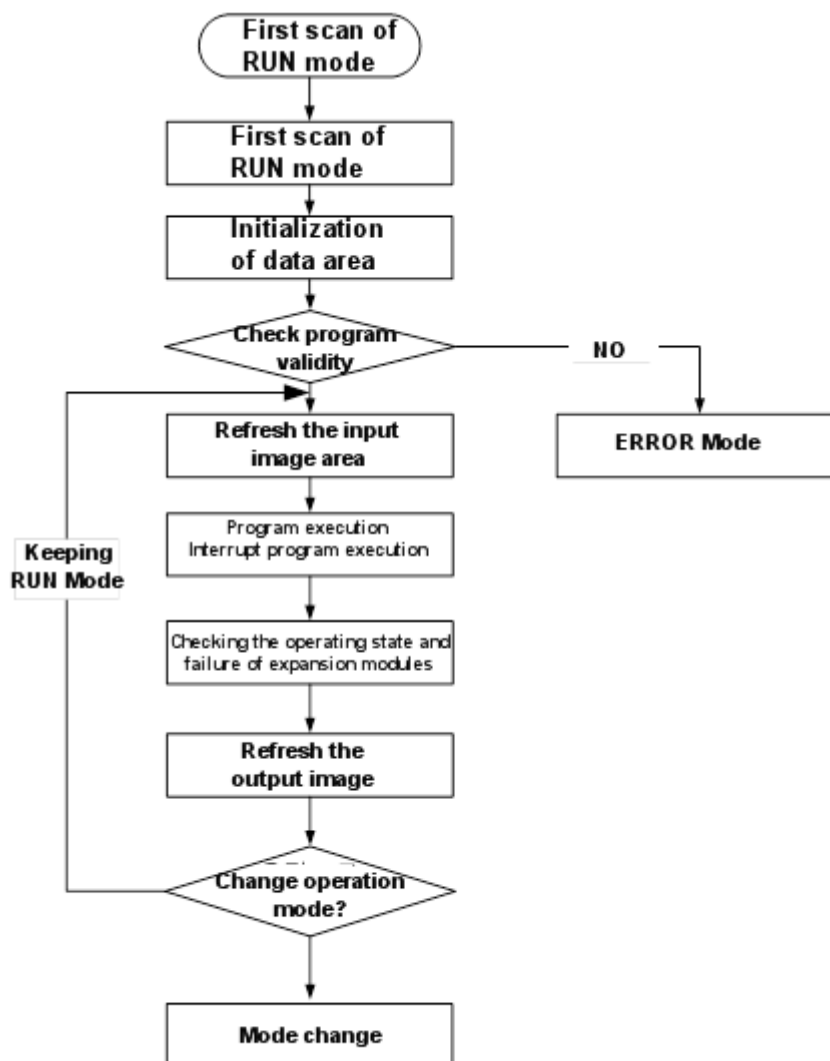 First scan of
RUN mode
First scan of
RUN mode
Initialization
of data area
Check program
validity
NO
Refresh the input
image area
ERROR Mode
Program execution
Interrupt program execution
Keeping
RUN Mode
Checking the operating state and
failure of expansion modules
Refresh the
output image
Change operation
mode?
Mode change